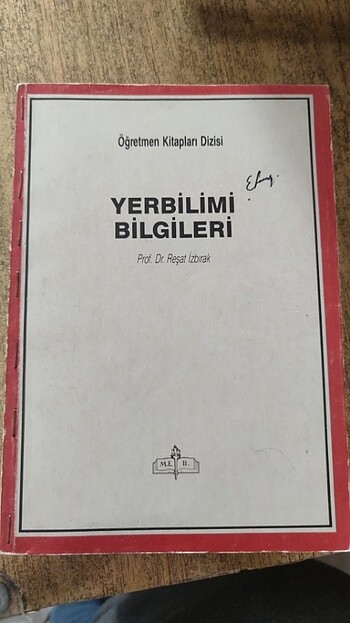 Öğretmen Kitapları Dizisi
YERBİLİMİ
BİLGİLERİ
Prof. Dr. Reşat İzbırak
M.E. B.